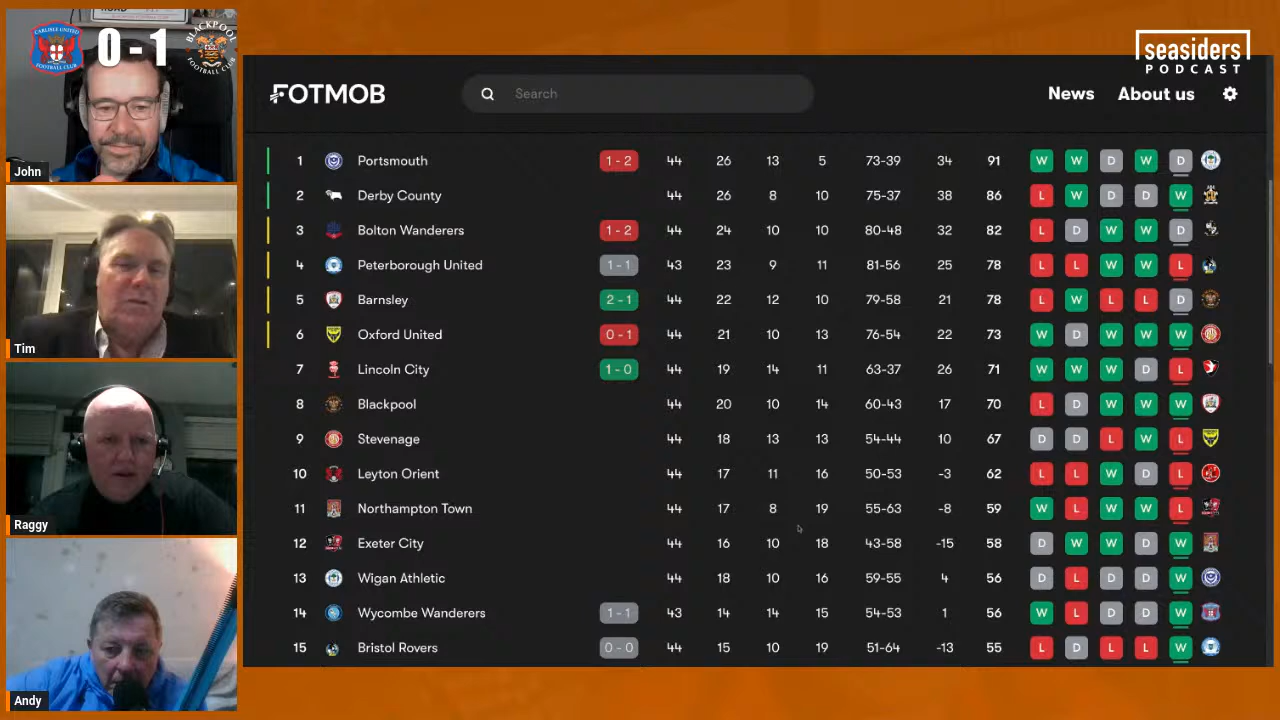 CARLISLE UNITED
FOOTBALL CLUB
0 - 1
BLACKPOOL
FOOTBALL CLUB
John
Tim
Raggy
Andy
seasiders
PODCAST
FOTMOB
Search
News
About us
1 Portsmouth 1 - 2 44 26 13 5 73-39 34 91 W W D W D
2 Derby County 44 26 8 10 75-37 38 86 L W D D W
3 Bolton Wanderers 1 - 2 44 24 10 10 80-48 32 82 L D W W D
4 Peterborough United 1 - 1 43 23 9 11 81-56 25 78 L L W W L
5 Barnsley 2 - 1 44 22 12 10 79-58 21 78 L W L L D
6 Oxford United 0 - 1 44 21 10 13 76-54 22 73 W D W W W
7 Lincoln City 1 - 0 44 19 14 11 63-37 26 71 W W W D L
8 Blackpool 44 20 10 14 60-43 17 70 L D W W W
9 Stevenage 44 18 13 13 54-44 10 67 D D L W L
10 Leyton Orient 44 17 11 16 50-53 -3 62 L L W D L
11 Northampton Town 44 17 8 19 55-63 -8 59 W L W W L
12 Exeter City 44 16 10 18 43-58 -15 58 D W W D W
13 Wigan Athletic 44 18 10 16 59-55 4 56 D L D D W
14 Wycombe Wanderers 1 - 1 43 14 14 15 54-53 1 56 W L D D W
15 Bristol Rovers 0 - 0 44 15 10 19 51-64 -13 55 L D L L W